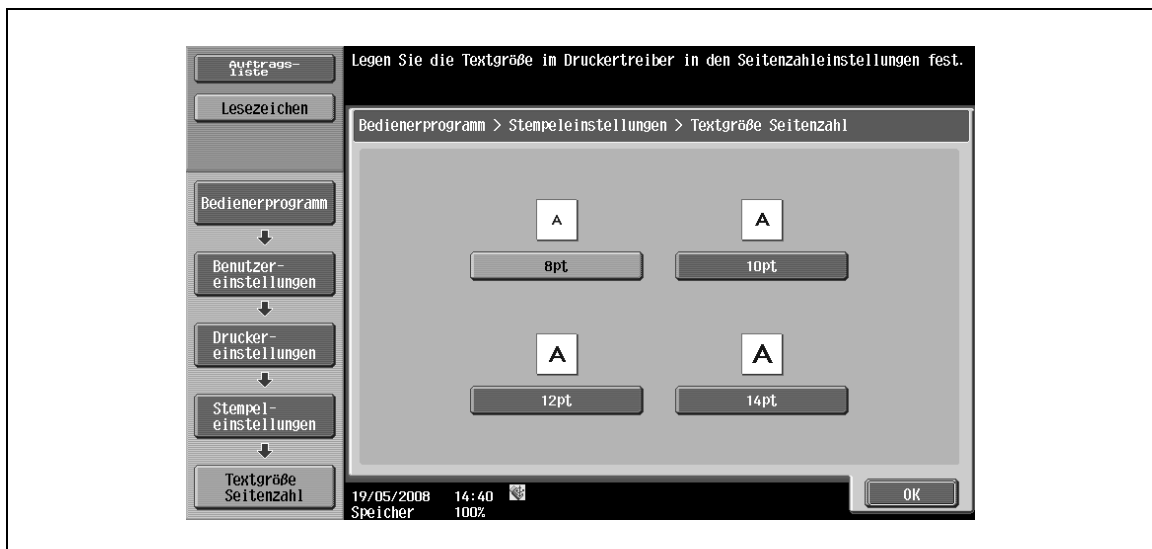 Auftrags-
liste
Lesezeichen
Legen Sie die Textgröße im Druckertreiber in den Seitenzahleinstellungen fest.
Bedienerprogramm > Stempeleinstellungen > Textgröße Seitenzahl
Bedienerprogramm
Benutzer-
einstellungen
Drucker-
einstellungen
Stempel-
einstellungen
Textgröße
Seitenzahl
A
A
8pt
10pt
A
A
12pt
14pt
19/05/2008 14:40
Speicher 100%
OK